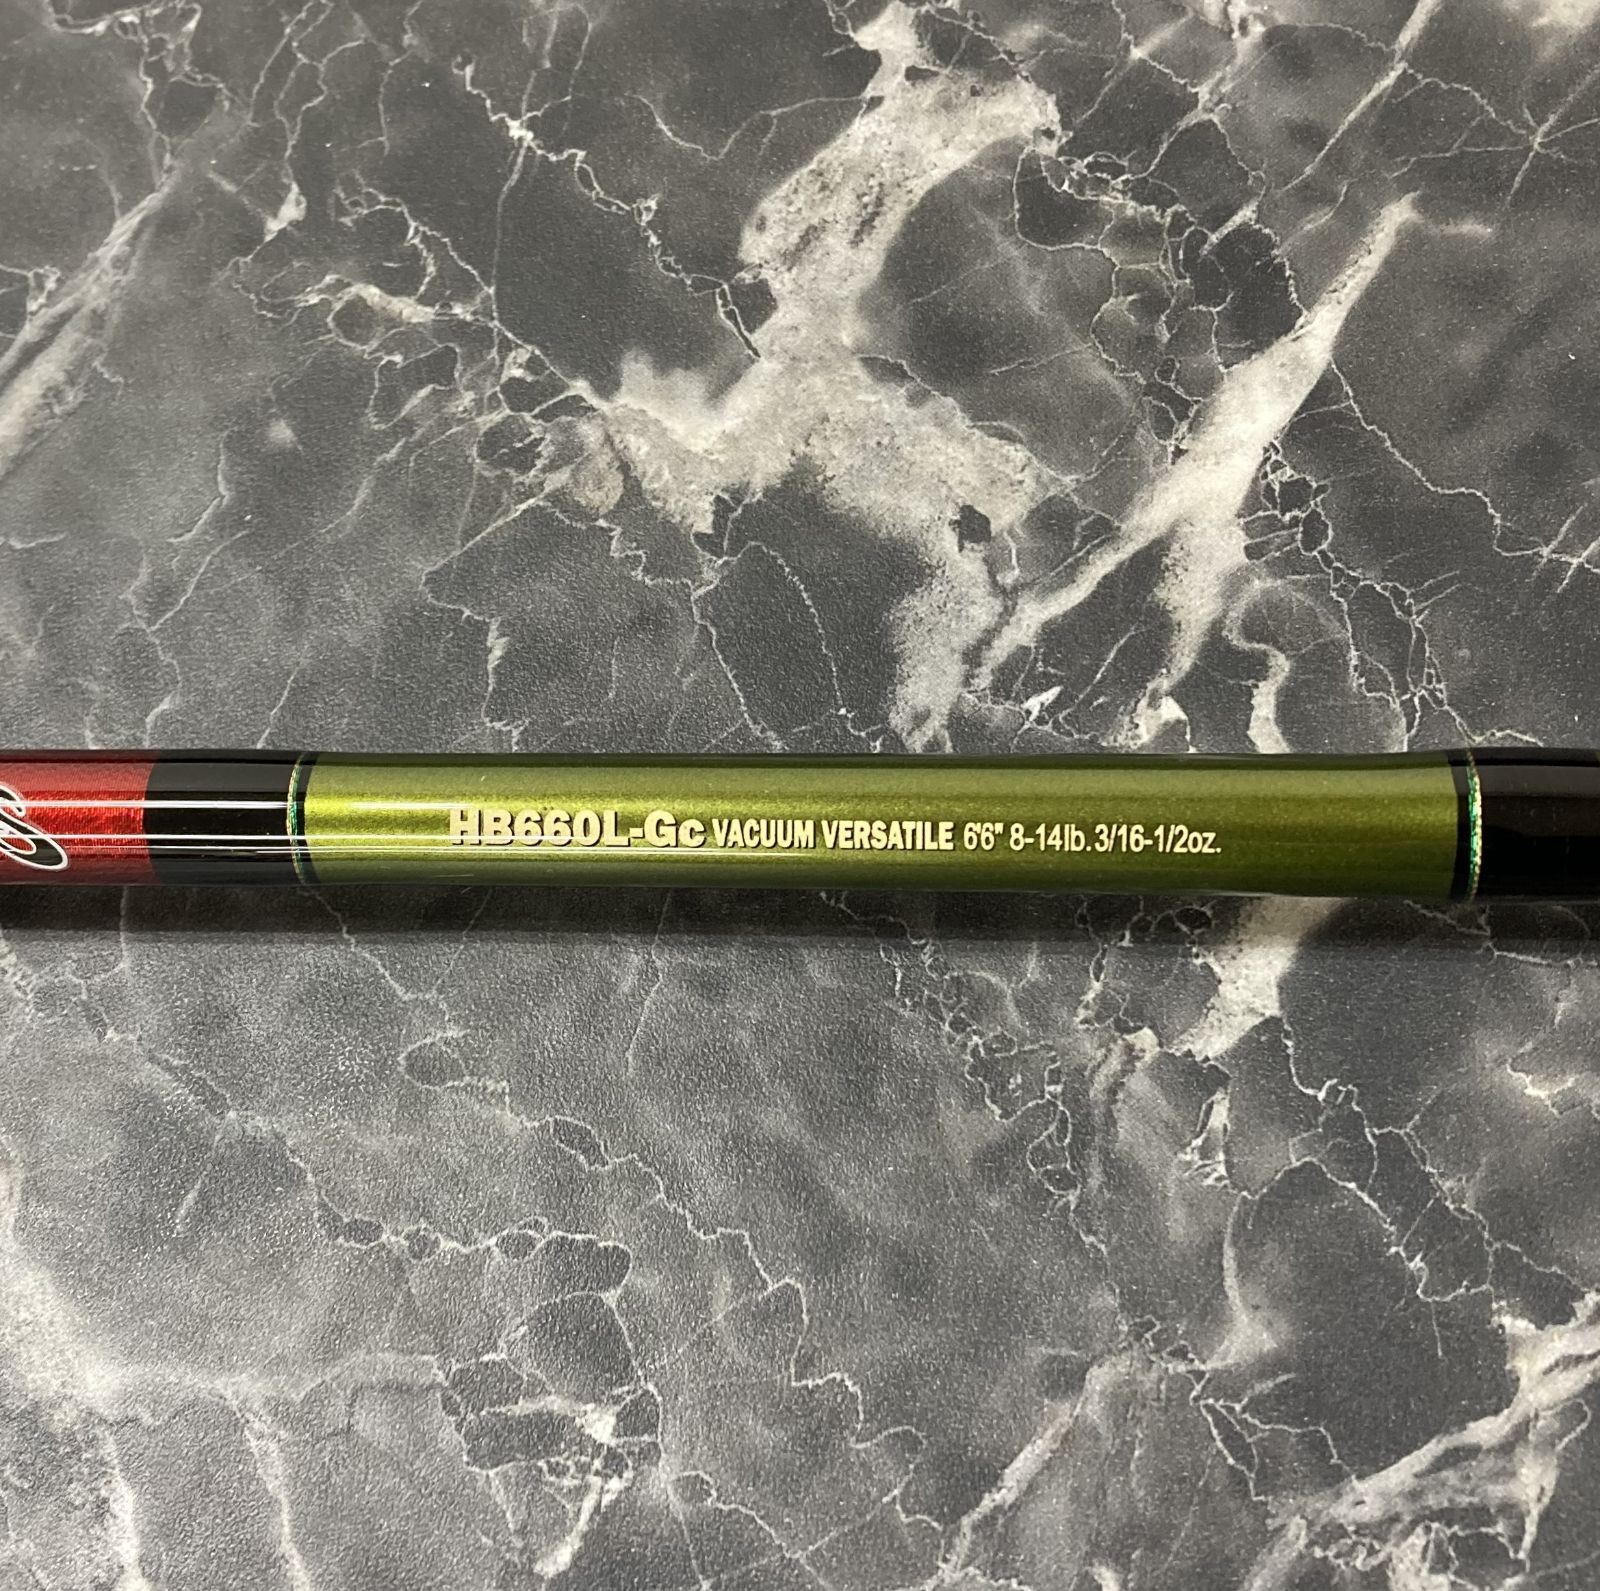 HB660L-Gc VACUUM VERSATILE 6'6" 8-14lb. 3/16-1/2oz.